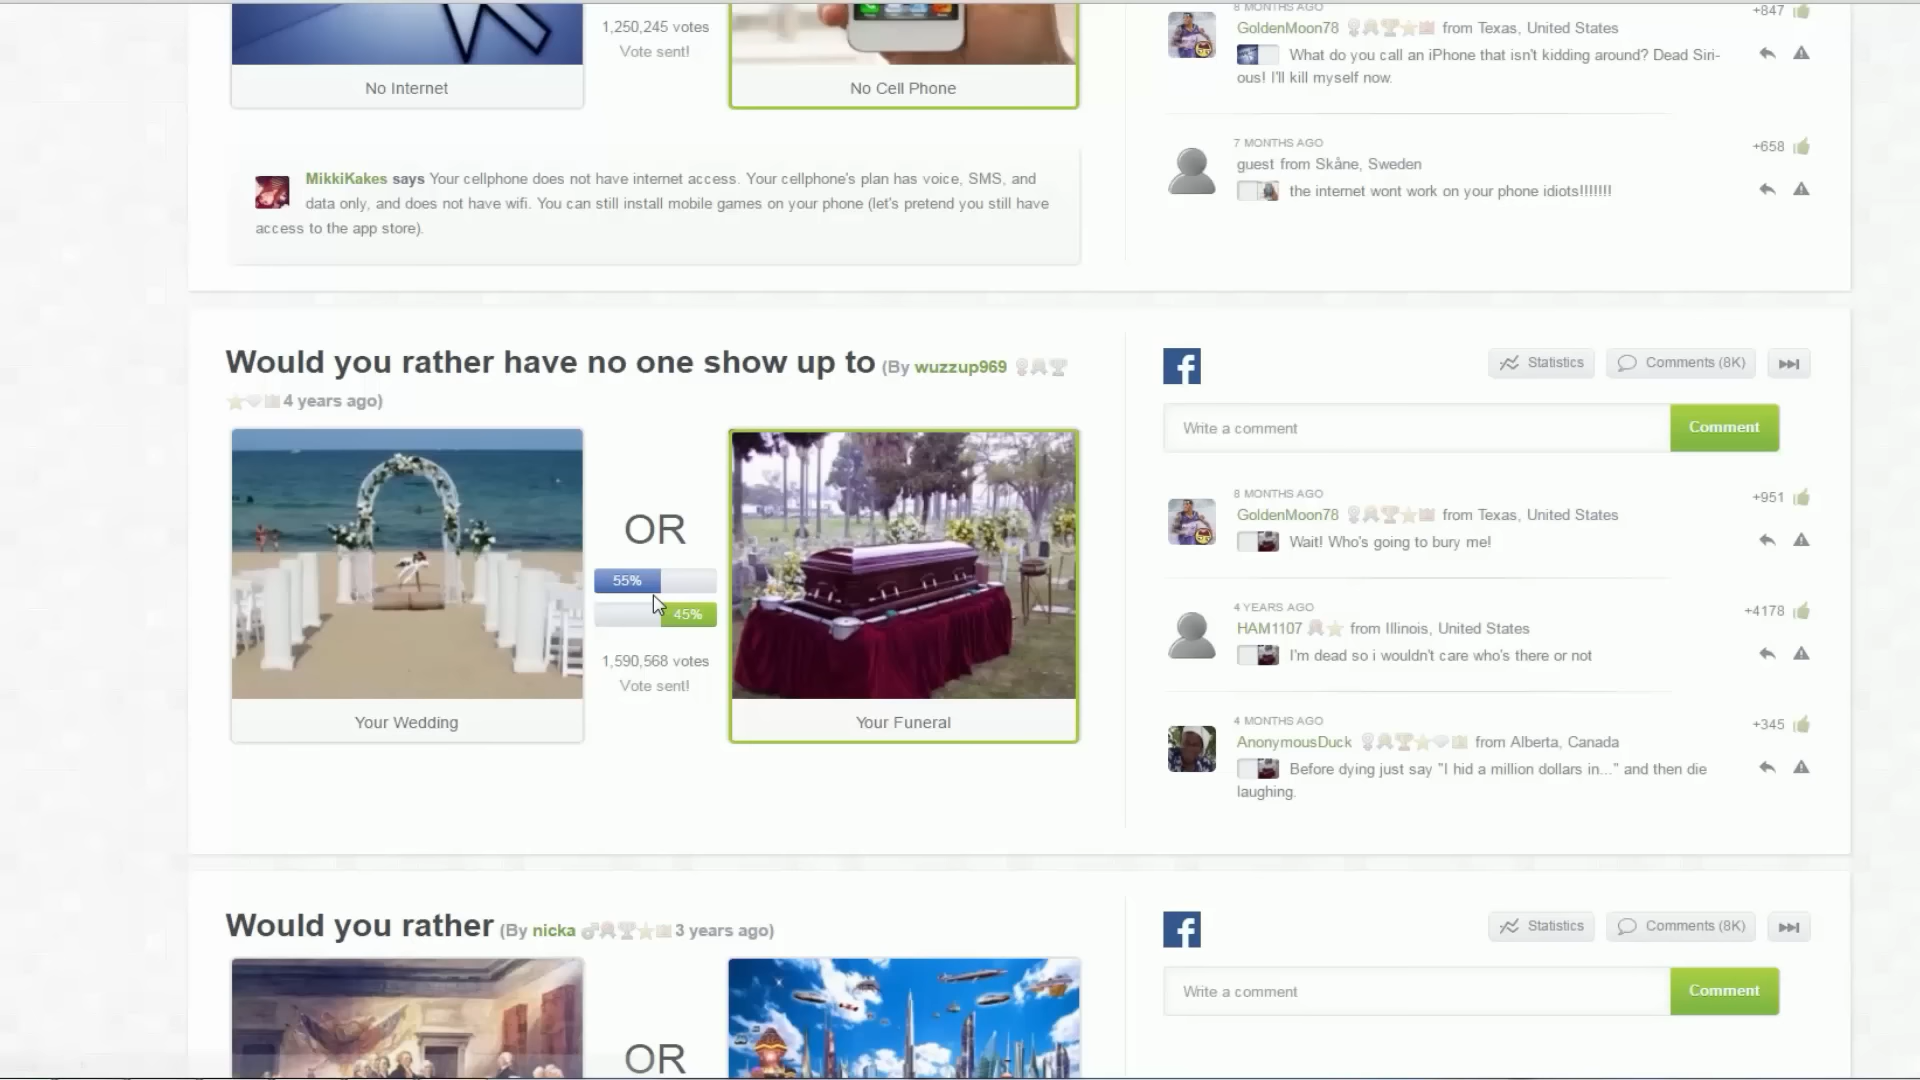 1,250,245 votes
Vote sent!
No Internet
No Cell Phone
MikkiKakes says Your cellphone does not have internet access. Your cellphone's plan has voice, SMS, and
data only, and does not have wifi. You can still install mobile games on your phone (let's pretend you still have
access to the app store).
8 MONTHS AGO
+847
GoldenMoon78 from Texas, United States
What do you call an iPhone that isn't kidding around? Dead Siri-
ous! I'll kill myself now.
7 MONTHS AGO
+658
guest from Skåne, Sweden
the internet wont work on your phone idiots!!!!!!!
Would you rather have no one show up to (By wuzzup969
4 years ago)
OR
55%
45%
1,590,568 votes
Vote sent!
Your Wedding
Your Funeral
f
Statistics
Comments (8K)
Write a comment
Comment
8 MONTHS AGO
+951
GoldenMoon78 from Texas, United States
Wait! Who's going to bury me!
4 YEARS AGO
+4178
HAM1107 from Illinois, United States
I'm dead so i wouldn't care who's there or not
4 MONTHS AGO
+345
AnonymousDuck from Alberta, Canada
Before dying just say "I hid a million dollars in..." and then die
laughing.
Would you rather (By nicka 3 years ago)
OR
f
Statistics
Comments (8K)
Write a comment
Comment